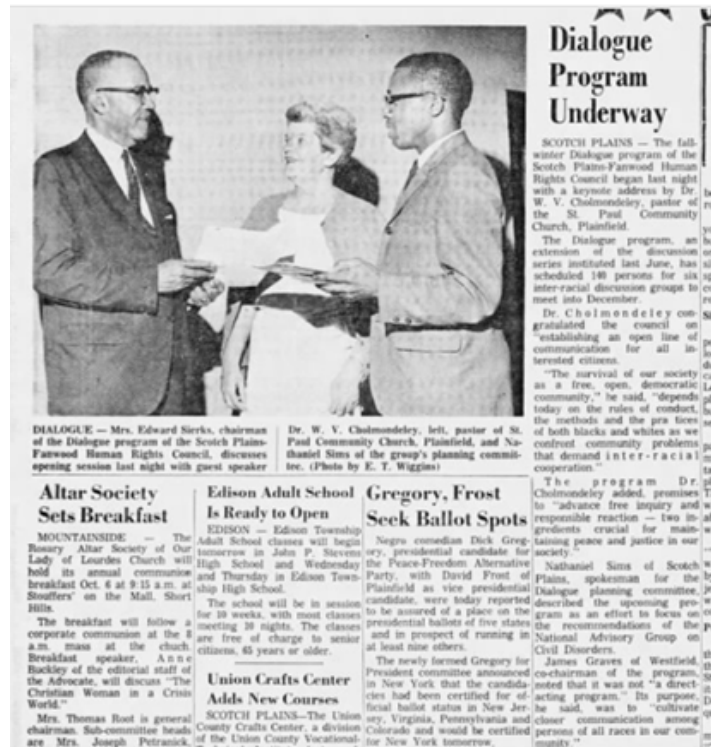 Dialogue
Program
Underway
SCOTCH PLAINS — The fall-
winter Dialogue program of the
Scotch Plains-Fanwood Human
Rights Council began last night
with a keynote address by Dr.
W. V. Cholmondeley, pastor of
the St. Paul Community
Church, Plainfield.
The Dialogue program, an
extension of the discussion
series instituted last June, has
scheduled 140 persons for six
inter-racial discussion groups to
meet into December.
Dr. Cholmondeley con-
gratulated the council on
"establishing an open line of
communication for all in-
terested citizens.
"The survival of our society
as a free, open, democratic
community," he said, "depends
today on the rules of conduct,
the methods and the pra tices
of both blacks and whites as we
confront community problems
that demand inter-racial
cooperation."
The program Dr.
Cholmondeley added, promises
to "advance free inquiry and
responsible reaction — two in-
gredients crucial for main-
taining peace and justice in our
society."
Nathaniel Sims of Scotch
Plains, spokesman for the
Dialogue planning committee,
described the upcoming pro-
gram as an effort to focus on
the recommendations of the
National Advisory Group on
Civil Disorders.
James Graves of Westfield,
co-chairman of the program,
noted that it was not "a direct-
acting program." Its purpose,
he said, was to "cultivate
closer communication among
persons of all races in our com-
munity."
DIALOGUE — Mrs. Edward Sierks, chairman
of the Dialogue program of the Scotch Plains-
Fanwood Human Rights Council, discusses
opening session last night with guest speaker
Dr. W. V. Cholmondeley, left, pastor of St.
Paul Community Church, Plainfield, and Na-
thaniel Sims of the group's planning commit-
tee. (Photo by E. T. Wiggins)
Altar Society
Sets Breakfast
MOUNTAINSIDE — The
Rosary Altar Society of Our
Lady of Lourdes Church will
hold its annual communion
breakfast Oct. 6 at 9:15 a.m. at
Stouffers' on the Mall, Short
Hills.
The breakfast will follow a
corporate communion at the 8
a.m. mass at the chuch.
Breakfast speaker, Anne
Buckley of the editorial staff of
the Advocate, will discuss "The
Christian Woman in a Crisis
World."
Mrs. Thomas Root is general
chairman. Sub-committee heads
are Mrs. Joseph Petranick,
Edison Adult School
Is Ready to Open
EDISON — Edison Township
Adult School classes will begin
tomorrow in John P. Stevens
High School and Wednesday
and Thursday in Edison Town-
ship High School.
The school will be in session
for 10 weeks, with most classes
meeting 10 nights. The classes
are free of charge to senior
citizens, 65 years or older.
Union Crafts Center
Adds New Courses
SCOTCH PLAINS—The Union
County Crafts Center, a division
of the Union County Vocational-
Gregory, Frost
Seek Ballot Spots
Negro comedian Dick Greg-
ory, presidential candidate for
the Peace-Freedom Alternative
Party, with David Frost of
Plainfield as vice presidential
candidate, were today reported
to be assured of a place on the
presidential ballots of five states
and in prospect of running in
at least nine others.
The newly formed Gregory for
President committee announced
in New York that the candida-
cies had been certified for of-
ficial ballot status in New Jer-
sey, Virginia, Pennsylvania and
Colorado and would be certified
for New York tomorrow.